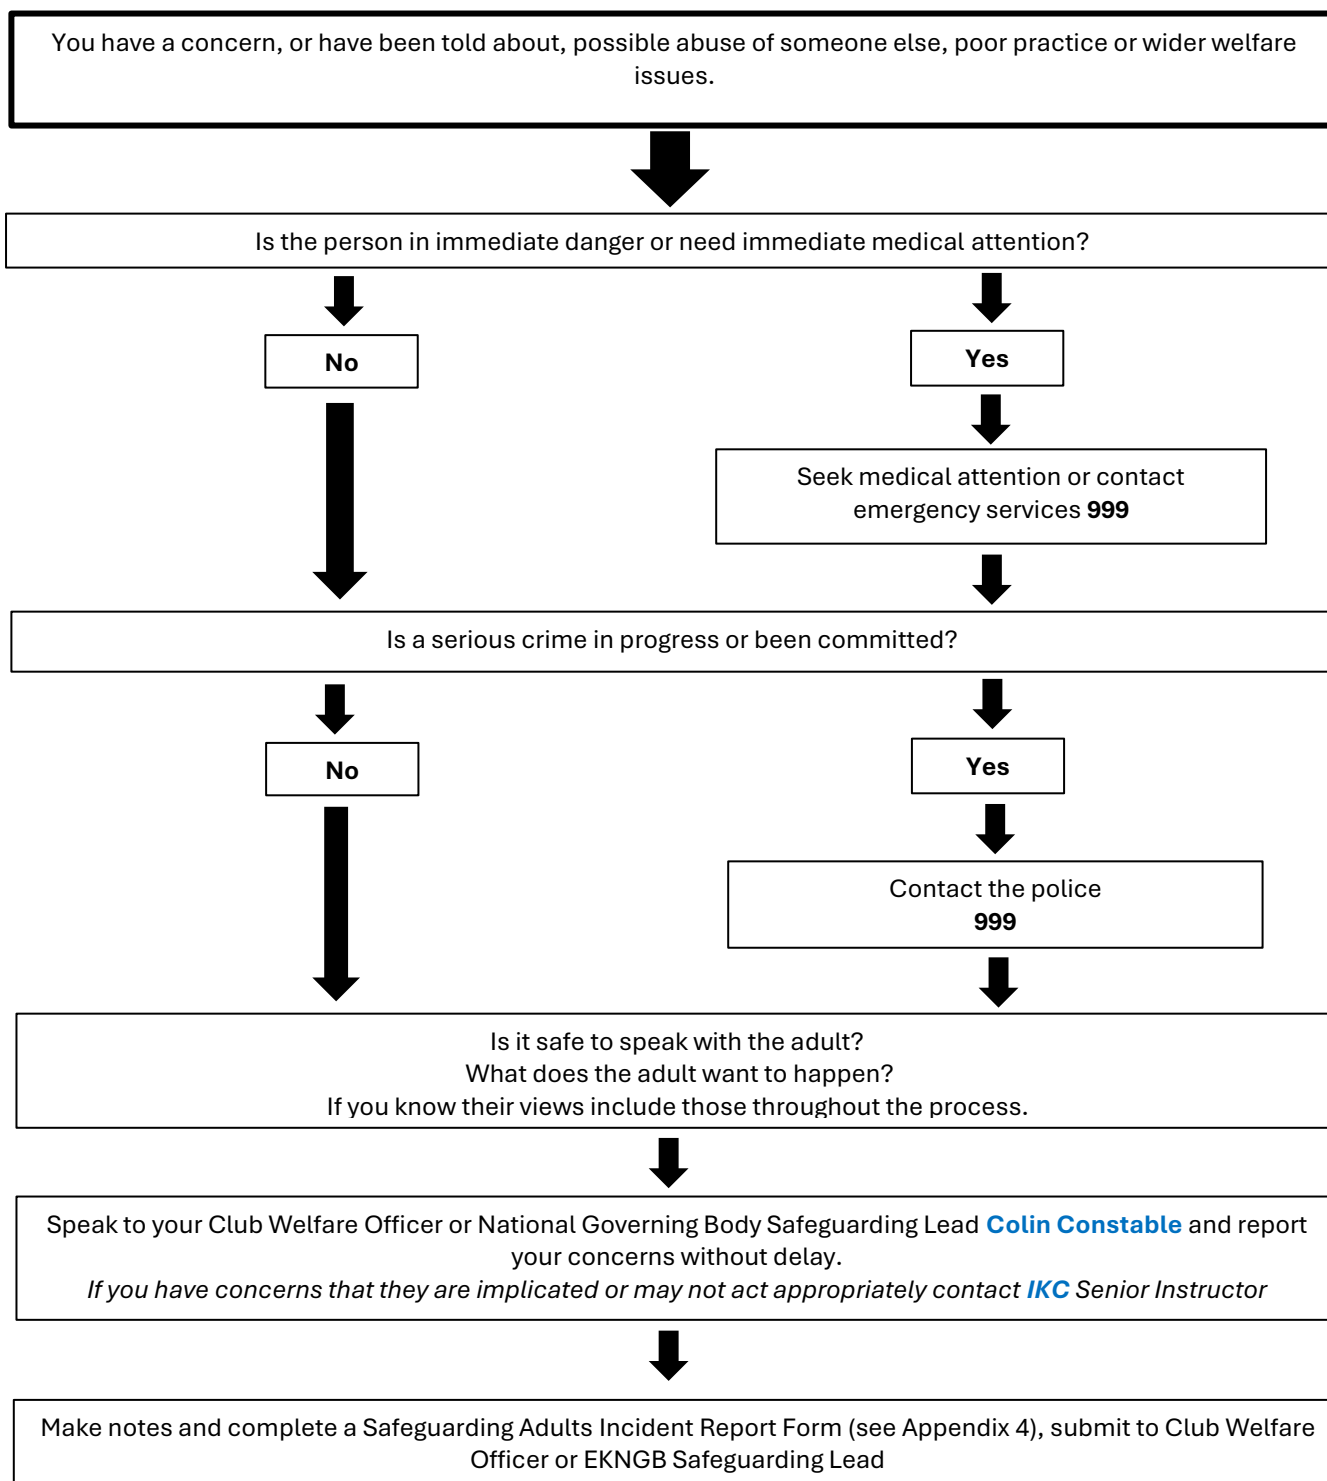 You have a concern, or have been told about, possible abuse of someone else, poor practice or wider welfare
issues.
Is the person in immediate danger or need immediate medical attention?
No
Yes
Seek medical attention or contact
emergency services 999
Is a serious crime in progress or been committed?
No
Yes
Contact the police
999
Is it safe to speak with the adult?
What does the adult want to happen?
If you know their views include those throughout the process.
Speak to your Club Welfare Officer or National Governing Body Safeguarding Lead Colin Constable and report
your concerns without delay.
If you have concerns that they are implicated or may not act appropriately contact IKC Senior Instructor
Make notes and complete a Safeguarding Adults Incident Report Form (see Appendix 4), submit to Club Welfare
Officer or EKNGB Safeguarding Lead